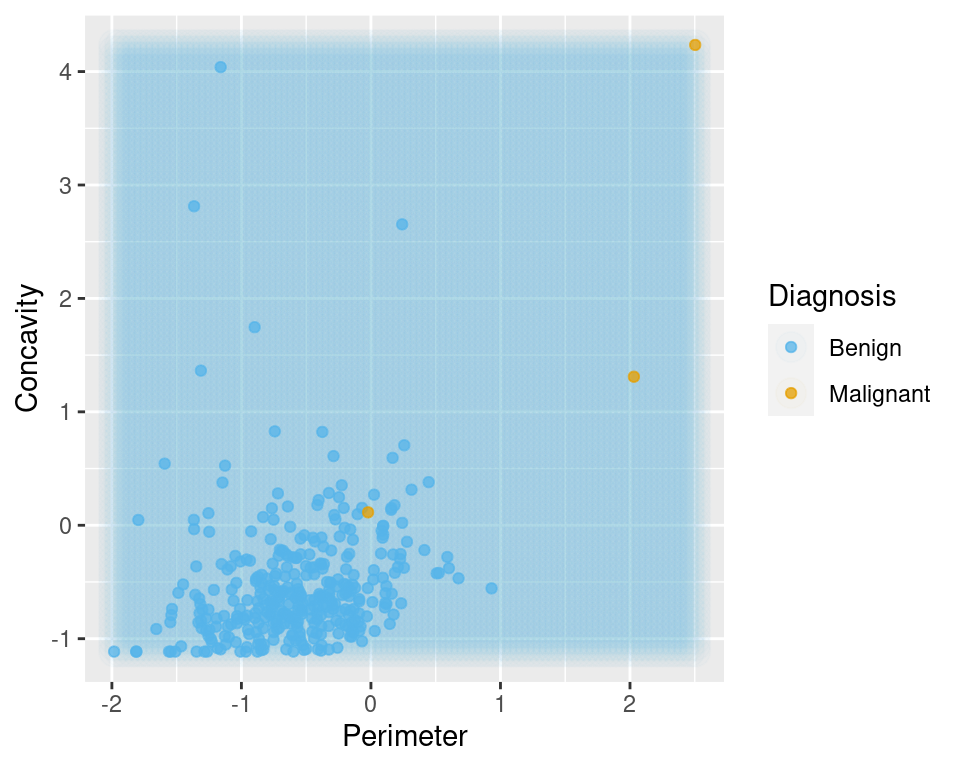 4
3
2
1
0
-1
Concavity
-2 -1 0 1 2
Perimeter
Diagnosis
Benign
Malignant